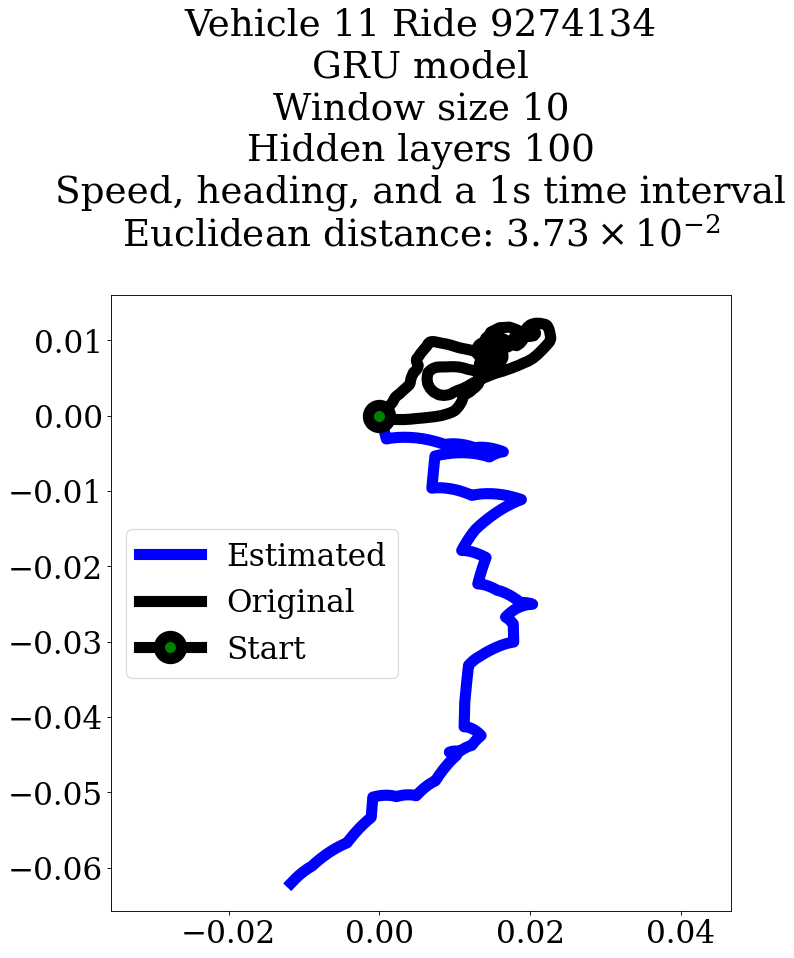 Vehicle 11 Ride 9274134
GRU model
Window size 10
Hidden layers 100
Speed, heading, and a 1s time interval
Euclidean distance: 3.73 × 10⁻²
0.01
0.00
−0.01
−0.02
−0.03
−0.04
−0.05
−0.06
Estimated
Original
Start
−0.02 0.00 0.02 0.04